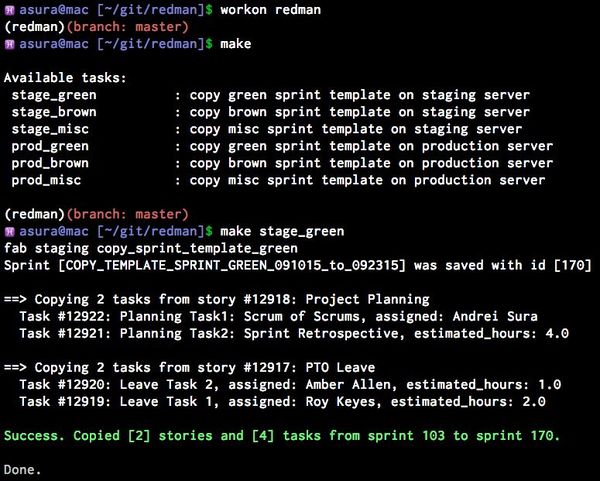 asura@mac [~/git/redman]$ workon redman
(redman)(branch: master)
asura@mac [~/git/redman]$ make
Available tasks:
stage_green : copy green sprint template on staging server
stage_brown : copy brown sprint template on staging server
stage_misc : copy misc sprint template on staging server
prod_green : copy green sprint template on production server
prod_brown : copy brown sprint template on production server
prod_misc : copy misc sprint template on production server
(redman)(branch: master)
asura@mac [~/git/redman]$ make stage_green
fab staging copy_sprint_template_green
Sprint [COPY_TEMPLATE_SPRINT_GREEN_091015_to_092315] was saved with id [170]
==> Copying 2 tasks from story #12918: Project Planning
Task #12922: Planning Task1: Scrum of Scrums, assigned: Andrei Sura
Task #12921: Planning Task2: Sprint Retrospective, estimated_hours: 4.0
==> Copying 2 tasks from story #12917: PTO Leave
Task #12920: Leave Task 2, assigned: Amber Allen, estimated_hours: 1.0
Task #12919: Leave Task 1, assigned: Roy Keyes, estimated_hours: 2.0
Success. Copied [2] stories and [4] tasks from sprint 103 to sprint 170.
Done.